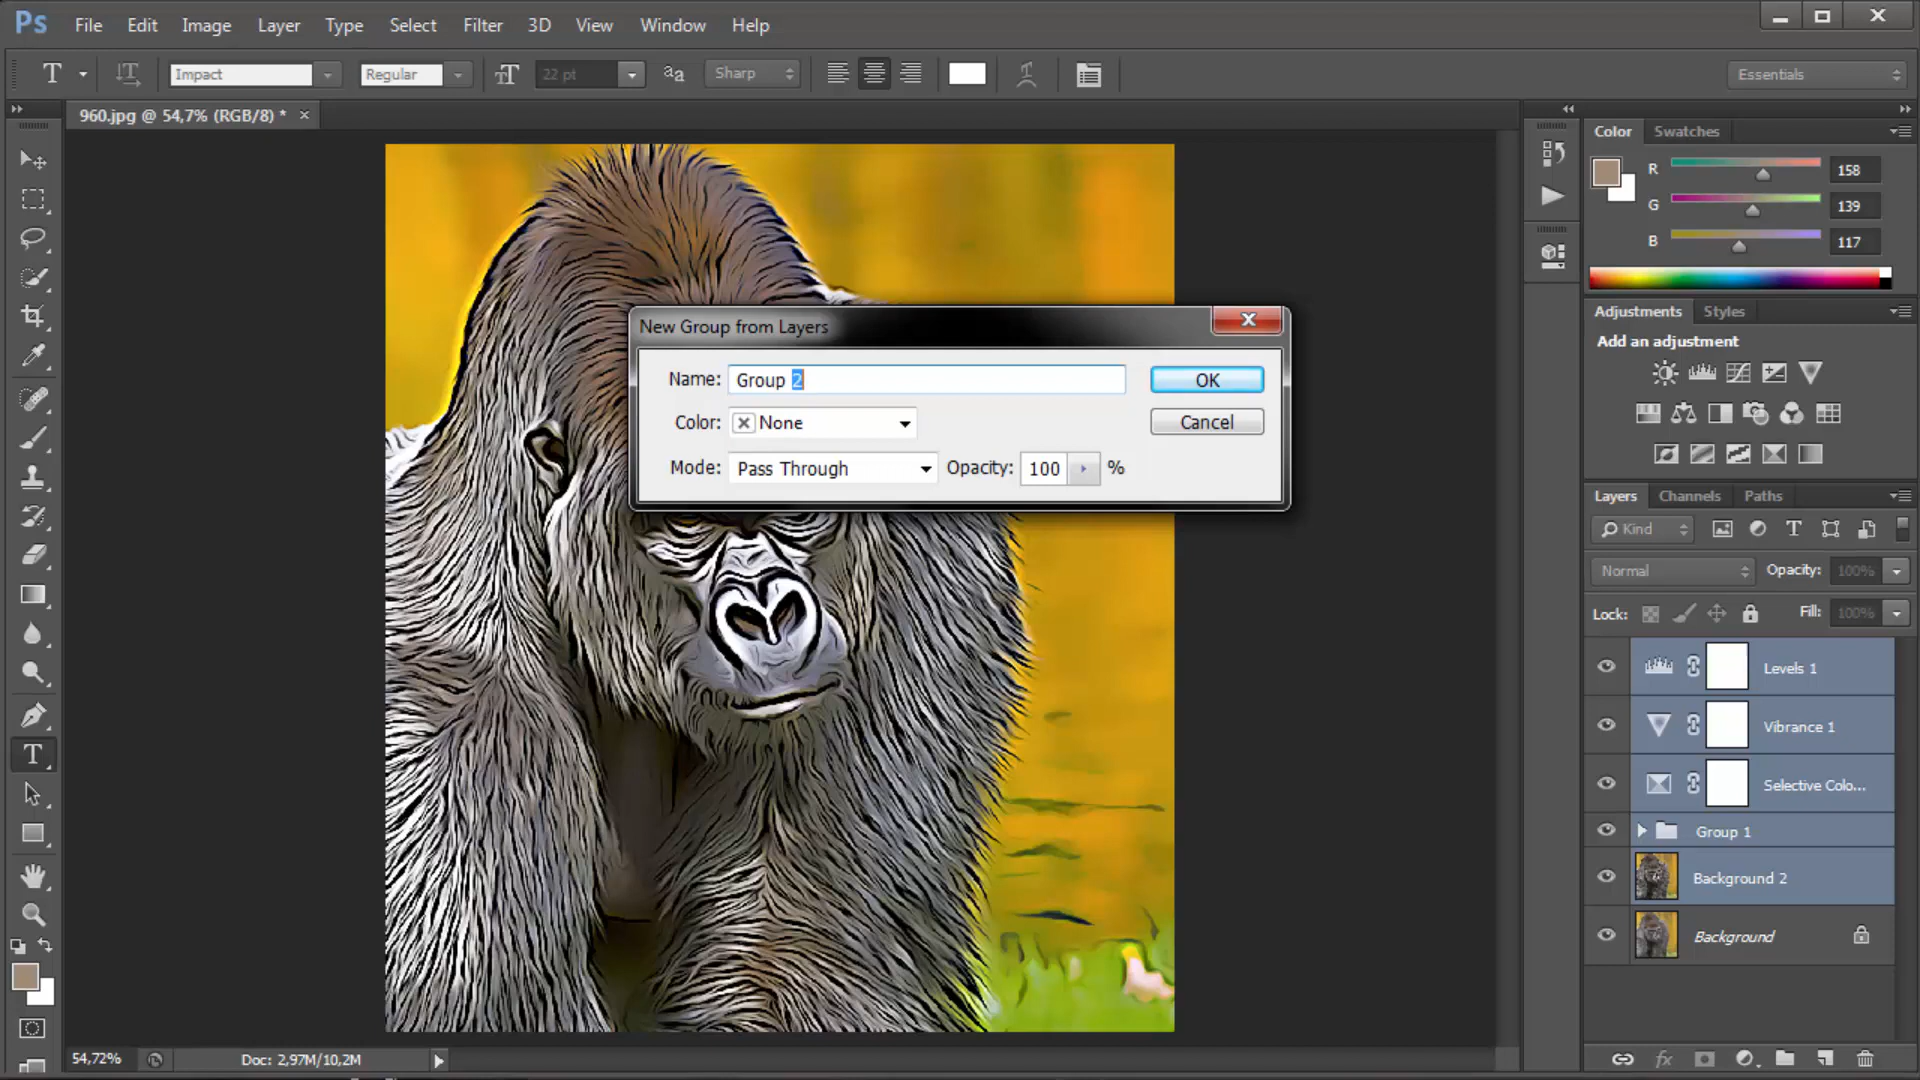 Ps File Edit Image Layer Type Select Filter 3D View Window Help
T Impact Regular 22 pt aa Sharp Essentials
960.jpg @ 54,7% (RGB/8) *
Color Swatches
R 158
G 139
B 117
Adjustments Styles
Add an adjustment
New Group from Layers
Name: Group 2 OK
Color: None Cancel
Mode: Pass Through Opacity: 100 %
Layers Channels Paths
Kind T
Normal Opacity: 100%
Lock: Fill: 100%
Levels 1
Vibrance 1
Selective Colo...
Group 1
Background 2
Background
T
54,72% Doc: 2,97M/10,2M fx